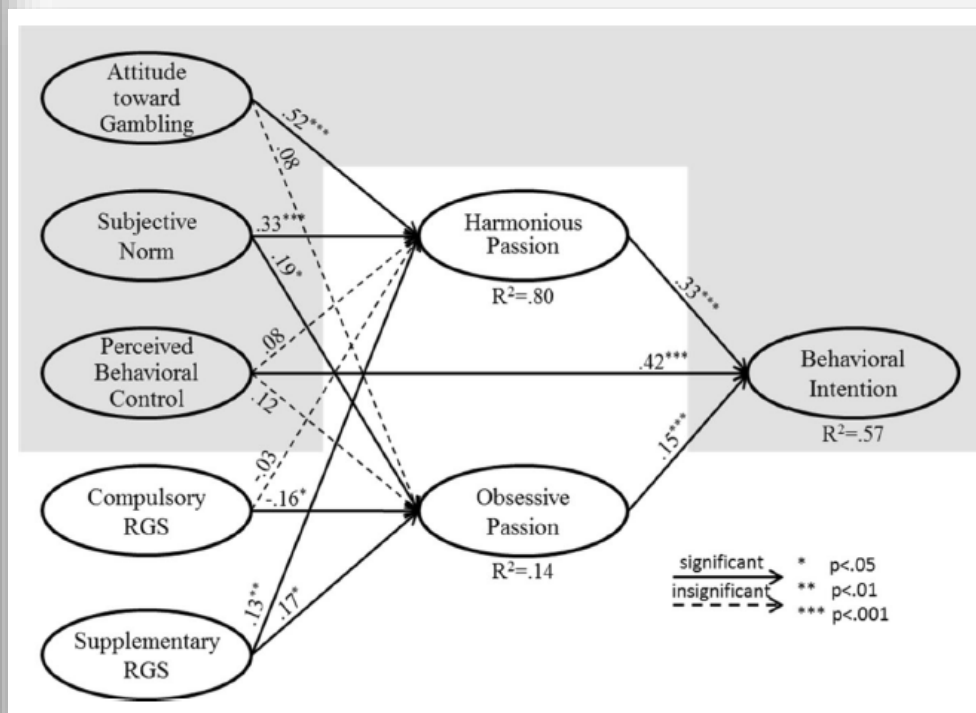 Attitude
toward
Gambling
.52***
.08
Subjective
Norm
.33***
.19*
Harmonious
Passion
R²=.80
.33***
Perceived
Behavioral
Control
.08
.12
.42***
Behavioral
Intention
R²=.57
.15***
Compulsory
RGS
-.03
-.16*
Obsessive
Passion
R²=.14
Supplementary
RGS
.13**
.17*
significant
insignificant
* p<.05
** p<.01
*** p<.001